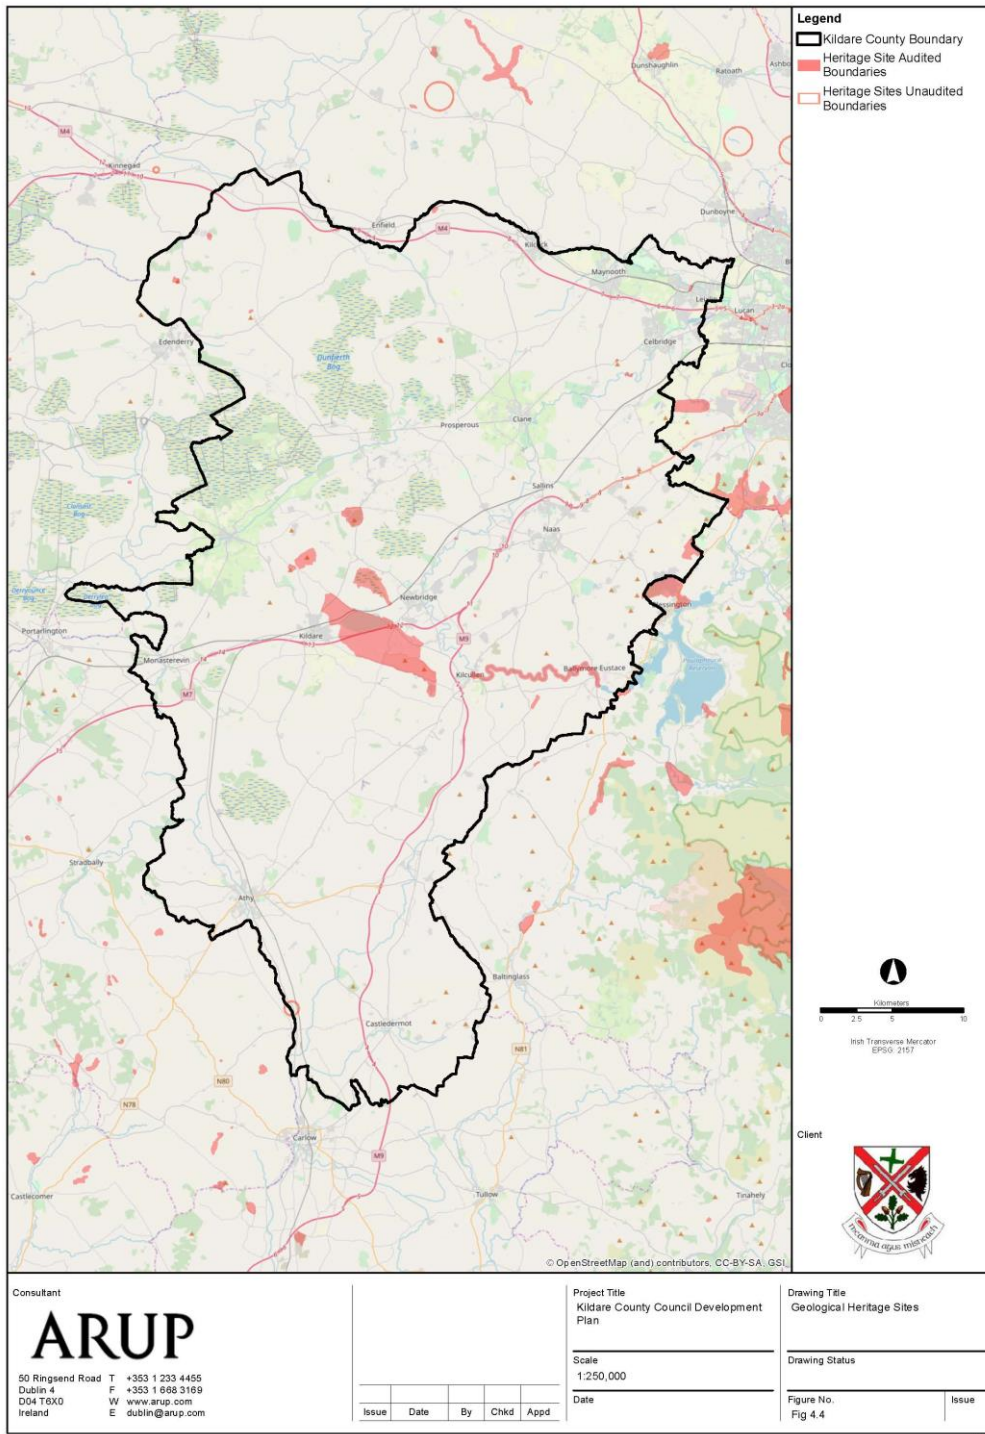 Legend
Kildare County Boundary
Heritage Site Audited
Boundaries
Heritage Sites Unaudited
Boundaries
Dunshaughlin
Ratoath
M4
Kinnegad
Dunboyne
Enfield
M4
Kilcock
Maynooth
Lucan
Edenderry
Celbridge
Dunberth
Bog
Clane
Prosperous
Sallins
Naas
Newbridge
Portarlington
Kildare
M9
Monasterevin
Kilcullen
Ballymore Eustace
M7
Stradbally
Athy
Baltinglass
Castledermot
N81
N80
N78
Carlow
M9
Castlecomer
Tullow
Tinahely
© OpenStreetMap (and) contributors, CC-BY-SA, GSI
Kilometers
0 2.5 5 10
Irish Transverse Mercator
EPSG: 2157
Client
meanma agus misneach
Consultant
ARUP
50 Ringsend Road T +353 1 233 4455
Dublin 4 F +353 1 668 3169
D04 T6X0 W www.arup.com
Ireland E dublin@arup.com
Issue Date By Chkd Appd
Project Title
Kildare County Council Development
Plan
Scale
1:250,000
Date
Drawing Title
Geological Heritage Sites
Drawing Status
Figure No. Issue
Fig 4.4